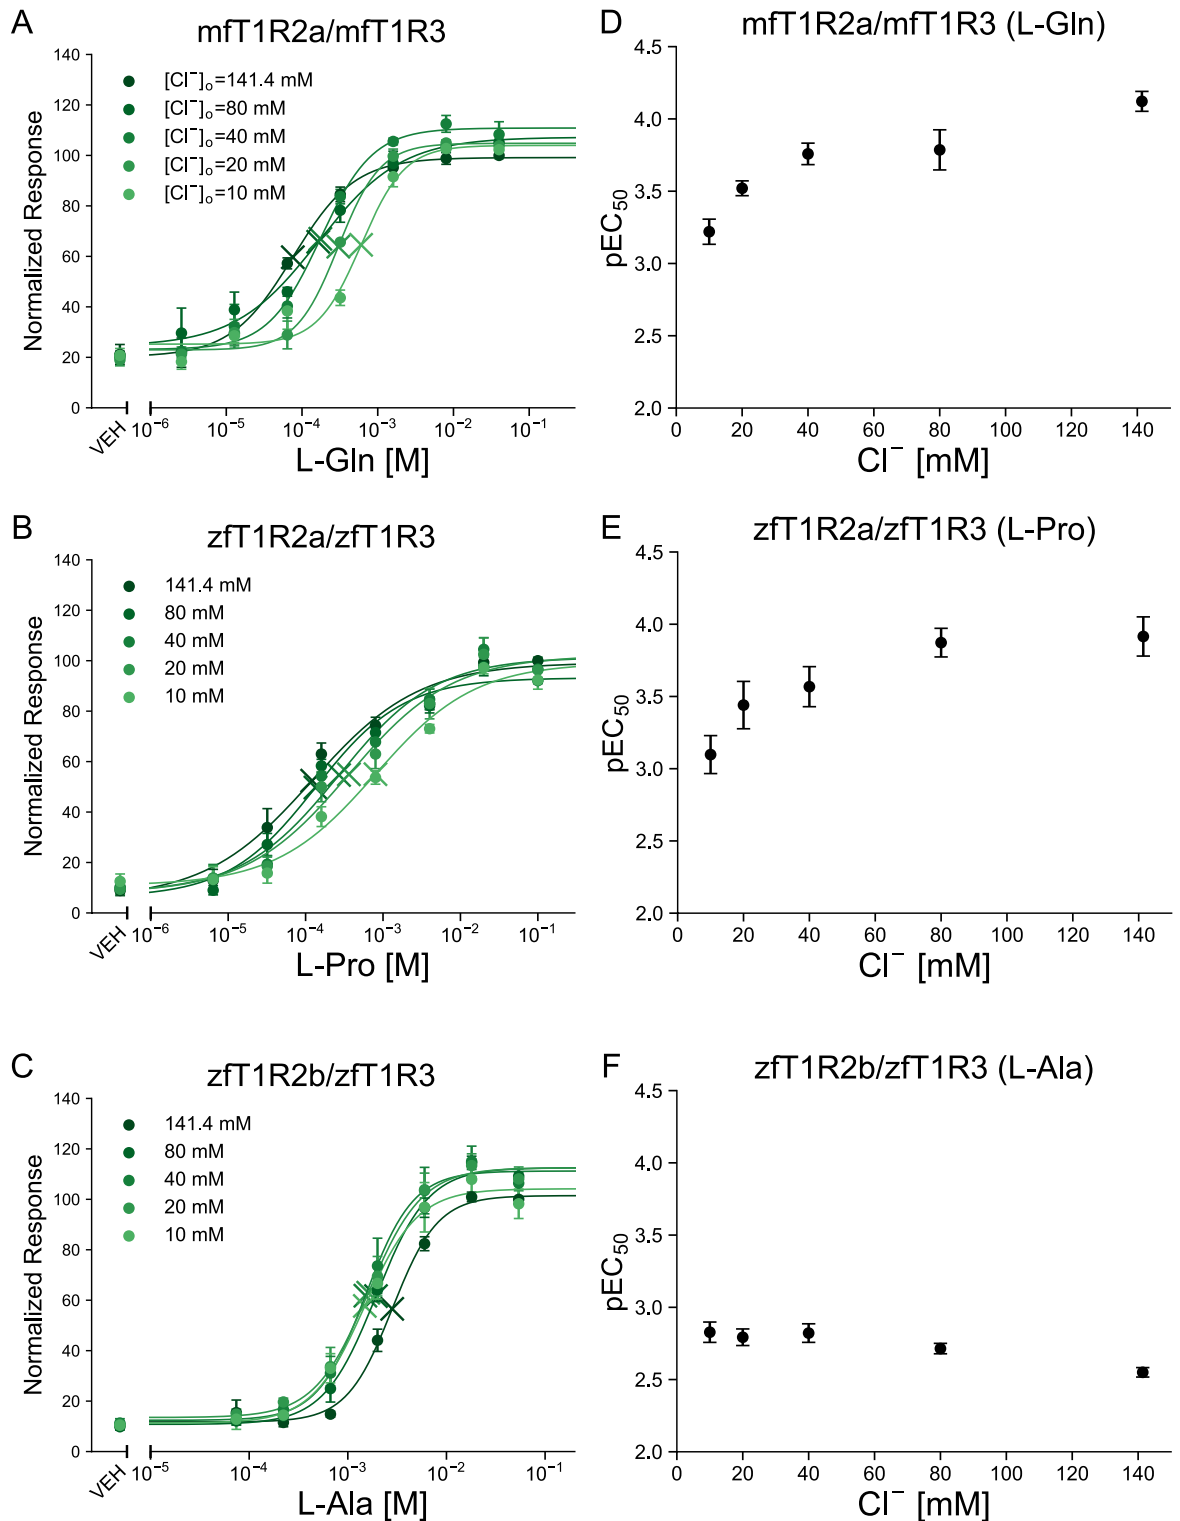 A
mfT1R2a/mfT1R3
Normalized Response
140
120
100
80
60
40
20
0
[Cl⁻]ₒ=141.4 mM
[Cl⁻]ₒ=80 mM
[Cl⁻]ₒ=40 mM
[Cl⁻]ₒ=20 mM
[Cl⁻]ₒ=10 mM
VEH 10⁻⁶ 10⁻⁵ 10⁻⁴ 10⁻³ 10⁻² 10⁻¹
L-Gln [M]
D
mfT1R2a/mfT1R3 (L-Gln)
pEC₅₀
4.5
4.0
3.5
3.0
2.5
2.0
0 20 40 60 80 100 120 140
Cl⁻ [mM]
B
zfT1R2a/zfT1R3
Normalized Response
140
120
100
80
60
40
20
0
141.4 mM
80 mM
40 mM
20 mM
10 mM
VEH 10⁻⁶ 10⁻⁵ 10⁻⁴ 10⁻³ 10⁻² 10⁻¹
L-Pro [M]
E
zfT1R2a/zfT1R3 (L-Pro)
pEC₅₀
4.5
4.0
3.5
3.0
2.5
2.0
0 20 40 60 80 100 120 140
Cl⁻ [mM]
C
zfT1R2b/zfT1R3
Normalized Response
140
120
100
80
60
40
20
0
141.4 mM
80 mM
40 mM
20 mM
10 mM
VEH 10⁻⁵ 10⁻⁴ 10⁻³ 10⁻² 10⁻¹
L-Ala [M]
F
zfT1R2b/zfT1R3 (L-Ala)
pEC₅₀
4.5
4.0
3.5
3.0
2.5
2.0
0 20 40 60 80 100 120 140
Cl⁻ [mM]